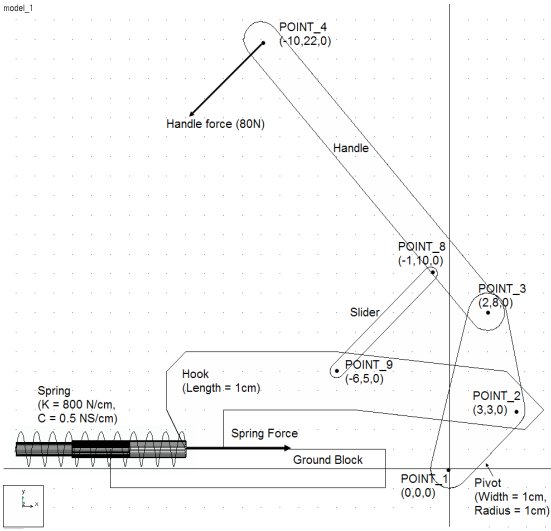 model_1
POINT_4
(-10,22,0)
Handle force (80N)
Handle
POINT_8
(-1,10,0)
POINT_3
(2,8,0)
Slider
POINT_9
(-6,5,0)
Hook
(Length = 1cm)
POINT_2
(3,3,0)
Spring
(K = 800 N/cm,
C = 0.5 NS/cm)
Spring Force
Ground Block
POINT_1
(0,0,0)
Pivot
(Width = 1cm,
Radius = 1cm)
y
z
x